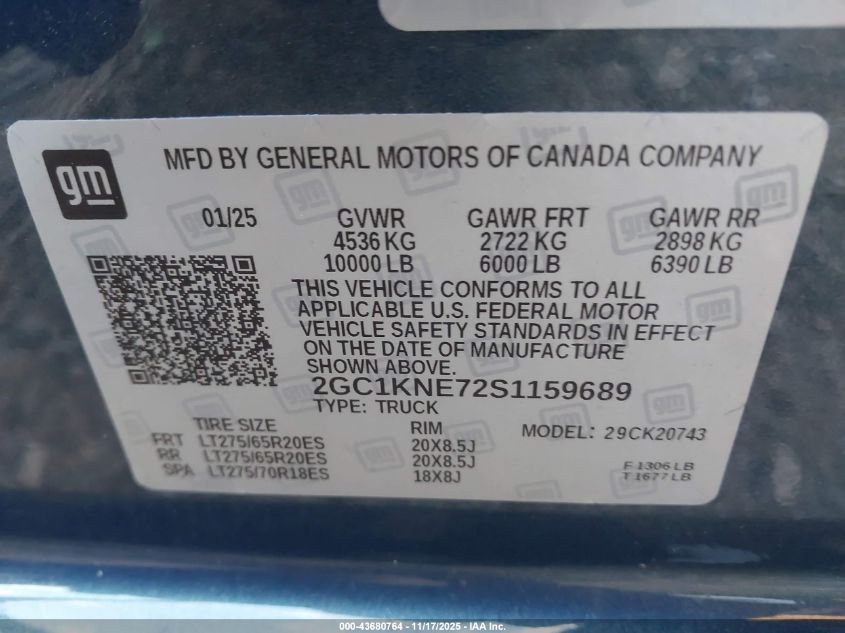 gm
MFD BY GENERAL MOTORS OF CANADA COMPANY
01/25 GVWR GAWR FRT GAWR RR
4536 KG 2722 KG 2898 KG
10000 LB 6000 LB 6390 LB
THIS VEHICLE CONFORMS TO ALL
APPLICABLE U.S. FEDERAL MOTOR
VEHICLE SAFETY STANDARDS IN EFFECT
ON THE DATE OF MANUFACTURE
SHOWN ABOVE.
2GC1KNE72S1159689
TYPE: TRUCK
TIRE SIZE RIM MODEL: 29CK20743
FRT LT275/65R20ES 20X8.5J
RR LT275/65R20ES 20X8.5J F 1306 LB
SPA LT275/70R18ES 18X8J T 1677 LB
000-43680764 - 11/17/2025 - IAA Inc.